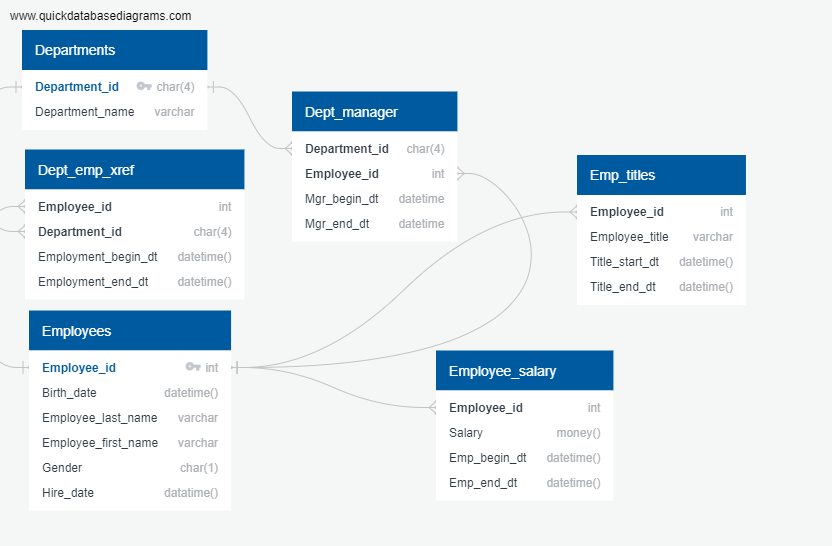 www.quickdatabasediagrams.com
Departments
Department_id char(4)
Department_name varchar
Dept_manager
Department_id char(4)
Employee_id int
Mgr_begin_dt datetime
Mgr_end_dt datetime
Dept_emp_xref
Employee_id int
Department_id char(4)
Employment_begin_dt datetime()
Employment_end_dt datetime()
Emp_titles
Employee_id int
Employee_title varchar
Title_start_dt datetime()
Title_end_dt datetime()
Employees
Employee_id int
Birth_date datetime()
Employee_last_name varchar
Employee_first_name varchar
Gender char(1)
Hire_date datatime()
Employee_salary
Employee_id int
Salary money()
Emp_begin_dt datetime()
Emp_end_dt datetime()